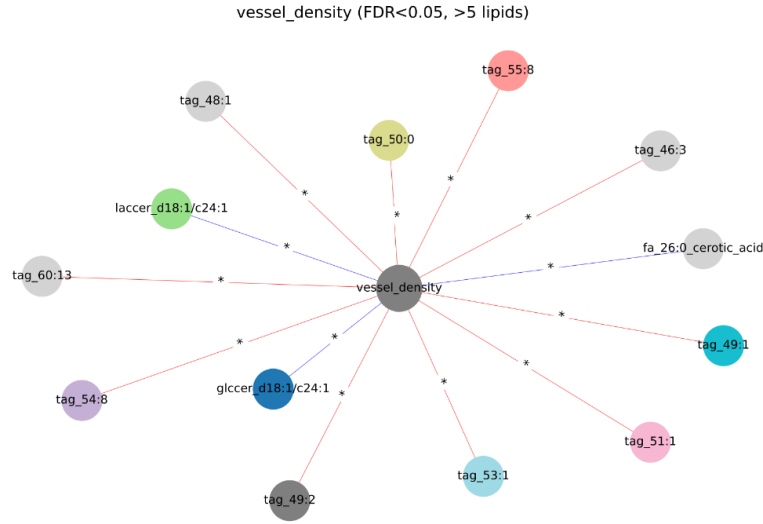 vessel_density (FDR<0.05, >5 lipids)
tag_55:8
tag_48:1
*
tag_50:0
*
tag_46:3
*
laccer_d18:1/c24:1
*
*
fa_26:0_cerotic_acid
*
*
tag_60:13
*
vessel_density
*
tag_49:1
*
*
tag_54:8
glccer_d18:1/c24:1
*
*
*
tag_51:1
tag_53:1
tag_49:2